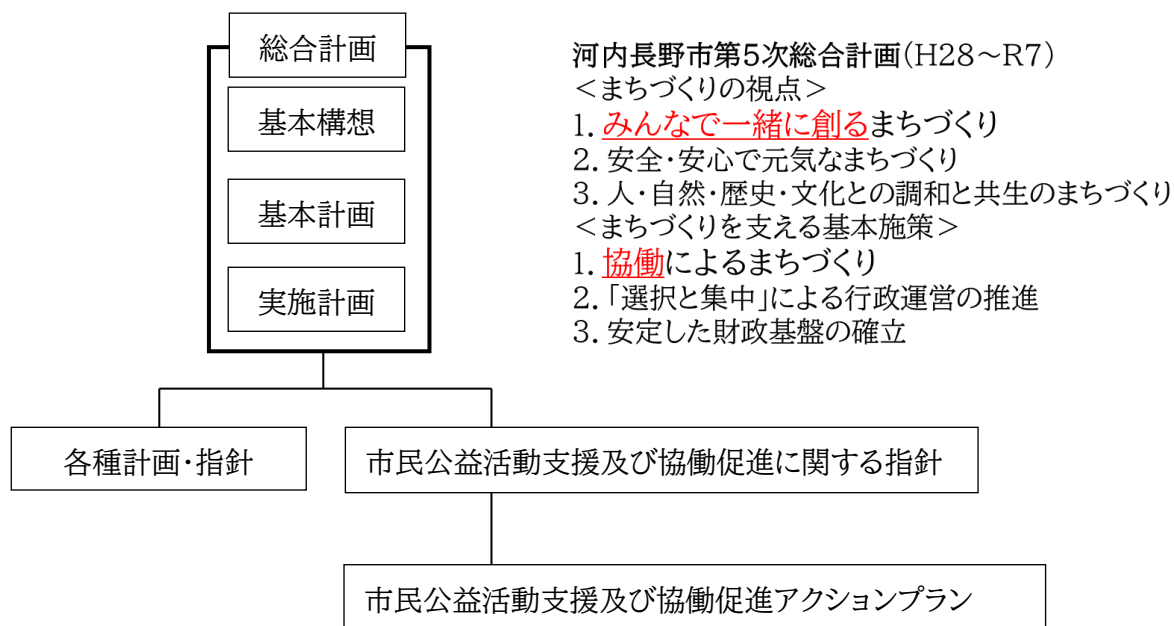 総合計画
基本構想
基本計画
実施計画
河内長野市第5次総合計画(H28~R7)
<まちづくりの視点>
1.みんなで一緒に創るまちづくり
2.安全・安心で元気なまちづくり
3.人・自然・歴史・文化との調和と共生のまちづくり
<まちづくりを支える基本施策>
1.協働によるまちづくり
2.「選択と集中」による行政運営の推進
3.安定した財政基盤の確立
各種計画・指針
市民公益活動支援及び協働促進に関する指針
市民公益活動支援及び協働促進アクションプラン